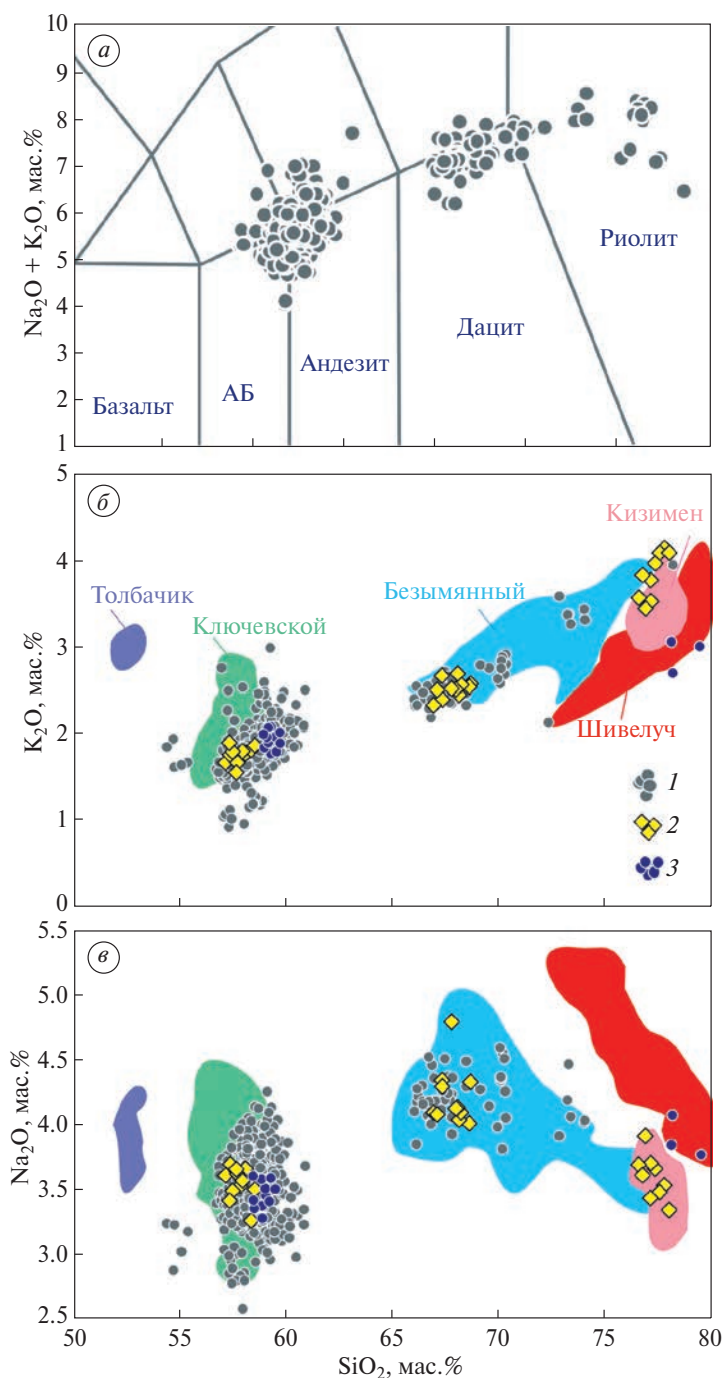 а
10
9
8
7
6
5
4
3
2
1
Na₂O + K₂O, мас.%
Базальт
АБ
Андезит
Дацит
Риолит
б
5
4
3
2
1
0
K₂O, мас.%
Толбачик
Ключевской
Безымянный
Кизимен
Шивелуч
1
2
3
в
5.5
5.0
4.5
4.0
3.5
3.0
2.5
Na₂O, мас.%
50 55 60 65 70 75 80
SiO₂, мас.%